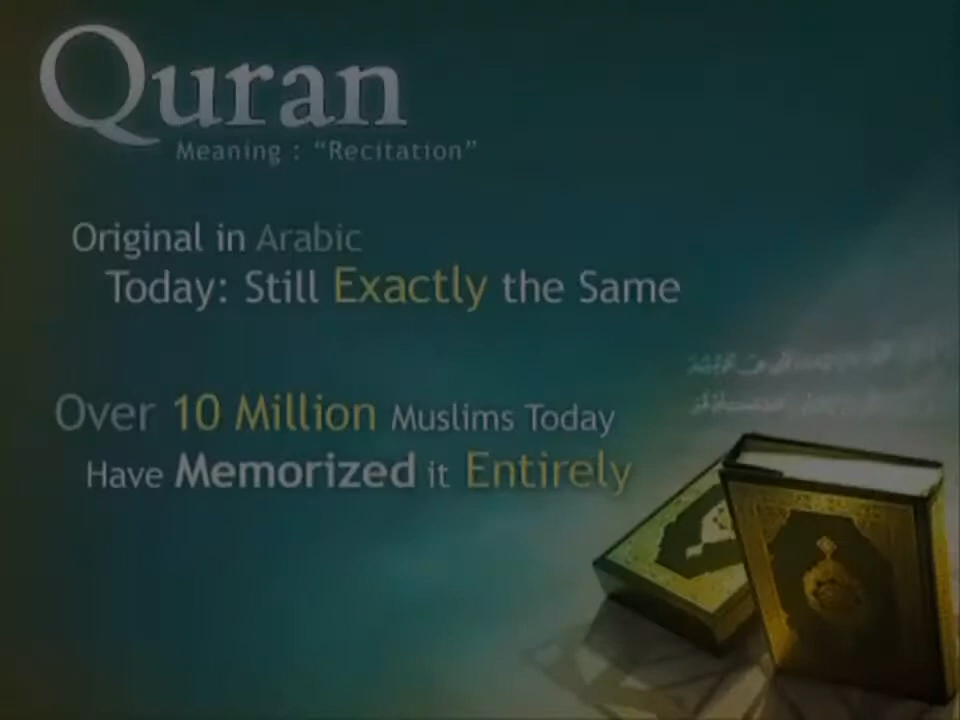 Quran
Meaning : “Recitation”
Original in Arabic
Today: Still Exactly the Same
Over 10 Million Muslims Today
Have Memorized it Entirely